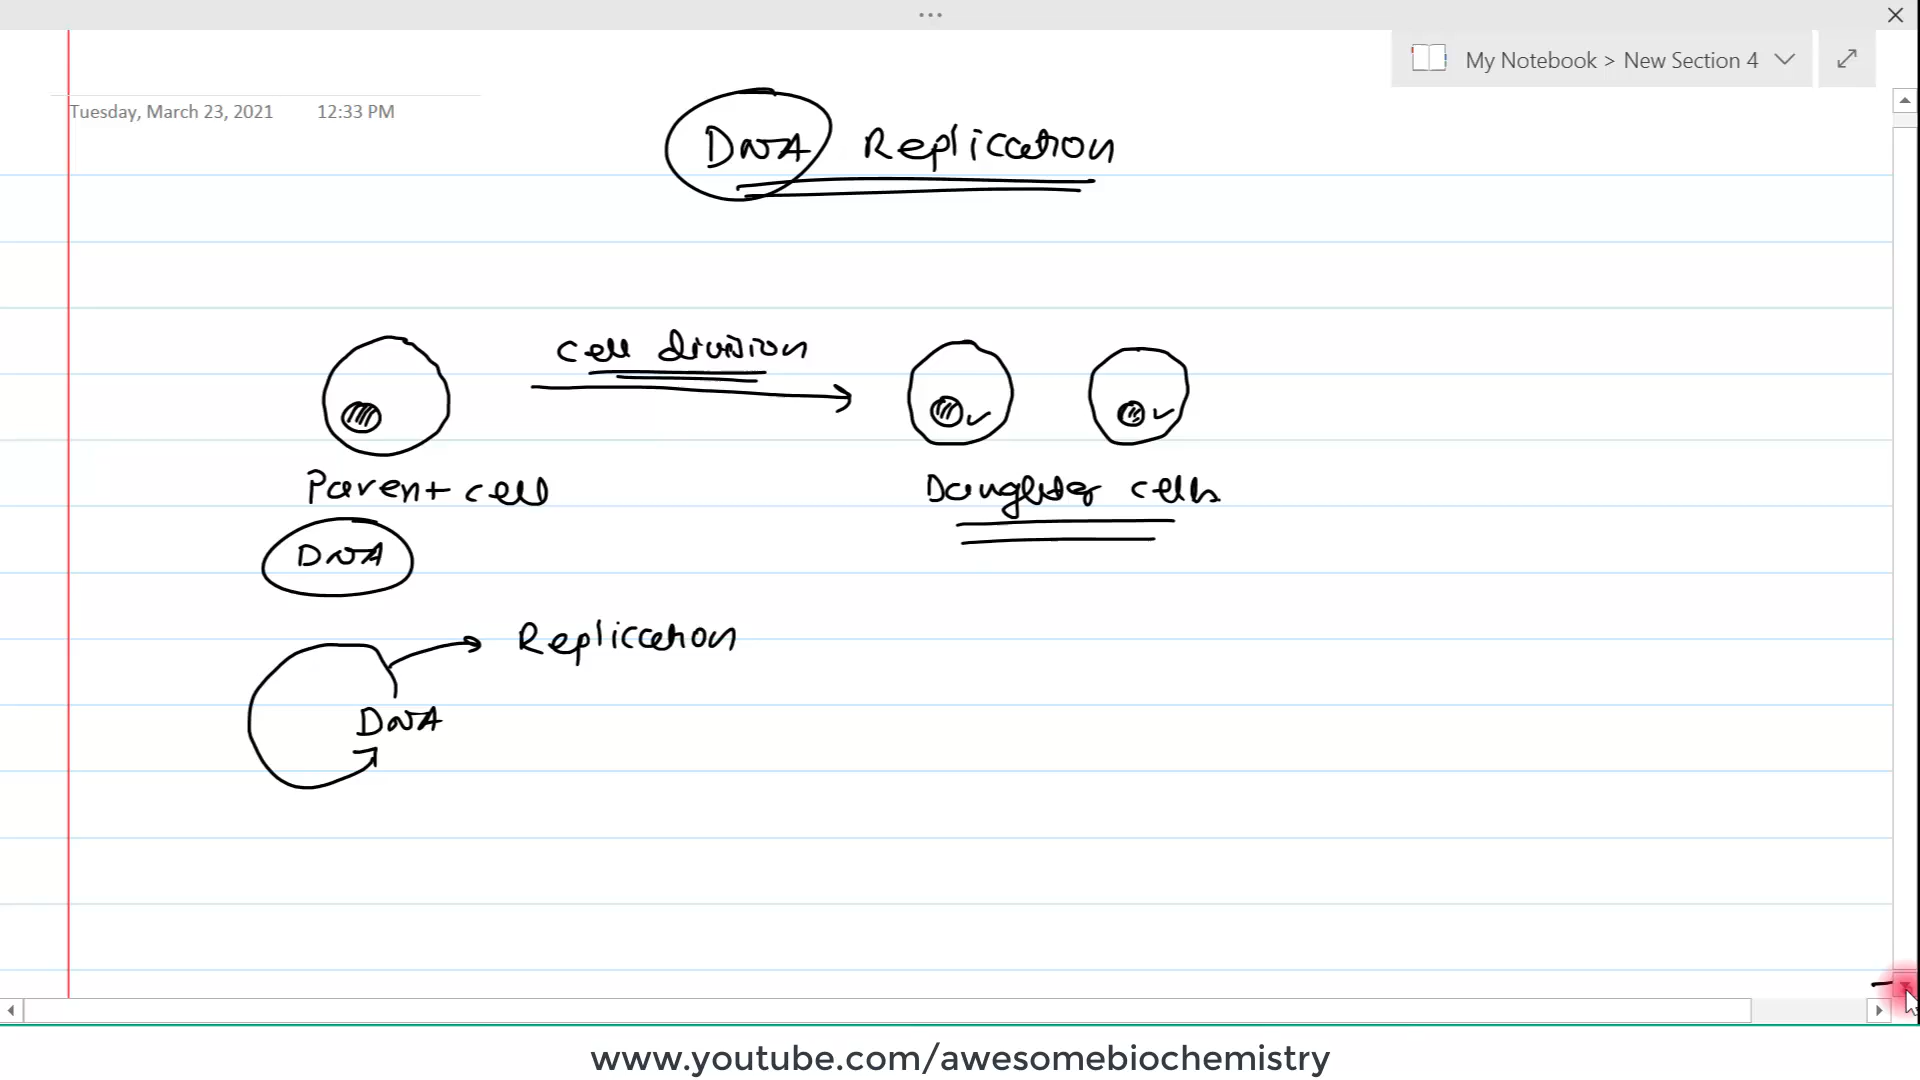 My Notebook > New Section 4
Tuesday, March 23, 2021 12:33 PM
DNA Replication
cell division
Parent cell
Daughter cells
DNA
Replication
DNA
www.youtube.com/awesomebiochemistry